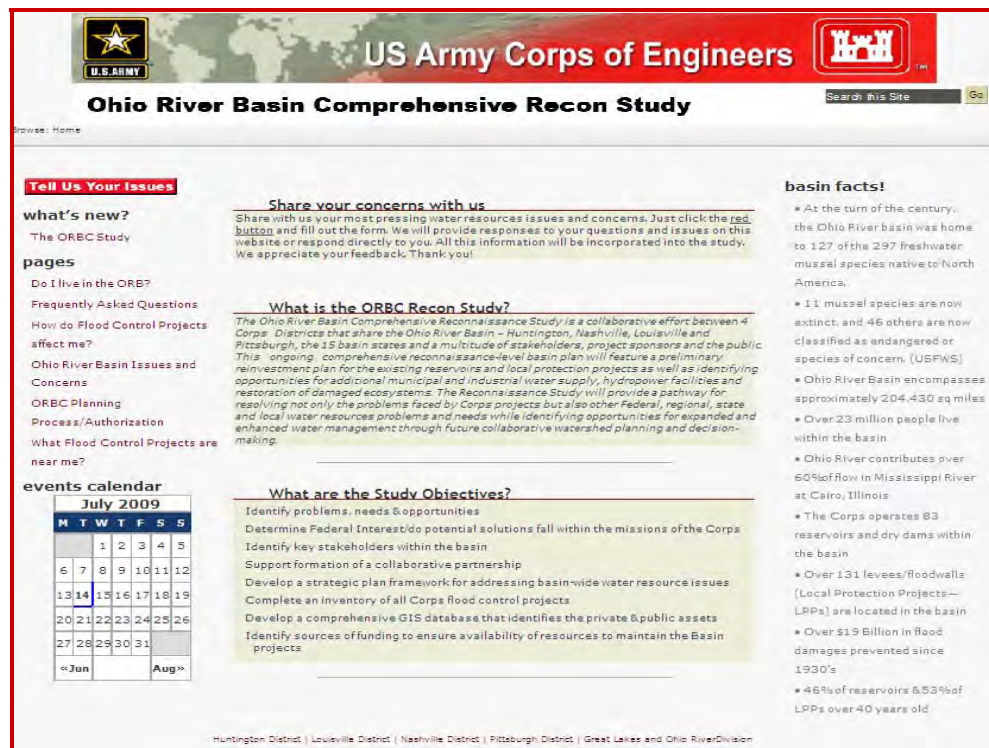 U.S.ARMY
US Army Corps of Engineers
TM
Ohio River Basin Comprehensive Recon Study
Search this Site
Go
Browse: Home
Tell Us Your Issues
what's new?
The ORBC Study
pages
Do I live in the ORB?
Frequently Asked Questions
How do Flood Control Projects
affect me?
Ohio River Basin Issues and
Concerns
ORBC Planning
Process/Authorization
What Flood Control Projects are
near me?
events calendar
July 2009
M T W T F S S
1 2 3 4 5
6 7 8 9 10 11 12
13 14 15 16 17 18 19
20 21 22 23 24 25 26
27 28 29 30 31
«Jun Aug»
Share your concerns with us
Share with us your most pressing water resources issues and concerns. Just click the red
button and fill out the form. We will provide responses to your questions and issues on this
website or respond directly to you. All this information will be incorporated into the study.
We appreciate your feedback. Thank you!
What is the ORBC Recon Study?
The Ohio River Basin Comprehensive Reconnaissance Study is a collaborative effort between 4
Corps Districts that share the Ohio River Basin – Huntington, Nashville, Louisville and
Pittsburgh, the 15 basin states and a multitude of stakeholders, project sponsors and the public.
This ongoing comprehensive reconnaissance-level basin plan will feature a preliminary
reinvestment plan for the existing reservoirs and local protection projects as well as identifying
opportunities for additional municipal and industrial water supply, hydropower facilities and
restoration of damaged ecosystems. The Reconnaissance Study will provide a pathway for
resolving not only the problems faced by Corps projects but also other Federal, regional, state
and local water resources problems and needs while identifying opportunities for expanded and
enhanced water management through future collaborative watershed planning and decision-
making.
What are the Study Objectives?
Identify problems, needs & opportunities
Determine Federal Interest/do potential solutions fall within the missions of the Corps
Identify key stakeholders within the basin
Support formation of a collaborative partnership
Develop a strategic plan framework for addressing basin-wide water resource issues
Complete an inventory of all Corps flood control projects
Develop a comprehensive GIS database that identifies the private & public assets
Identify sources of funding to ensure availability of resources to maintain the Basin
projects
basin facts!
• At the turn of the century,
the Ohio River basin was home
to 127 of the 297 freshwater
mussel species native to North
America.
• 11 mussel species are now
extinct, and 46 others are now
classified as endangered or
species of concern. (USFWS)
• Ohio River Basin encompasses
approximately 204,430 sq miles
• Over 23 million people live
within the basin
• Ohio River contributes over
60% of flow in Mississippi River
at Cairo, Illinois
• The Corps operates 83
reservoirs and dry dams within
the basin
• Over 131 levees/floodwalls
(Local Protection Projects—
LPPs) are located in the basin
• Over $19 Billion in flood
damages prevented since
1930's
• 46% of reservoirs & 53% of
LPPs over 40 years old
Huntington District | Louisville District | Nashville District | Pittsburgh District | Great Lakes and Ohio RiverDivision